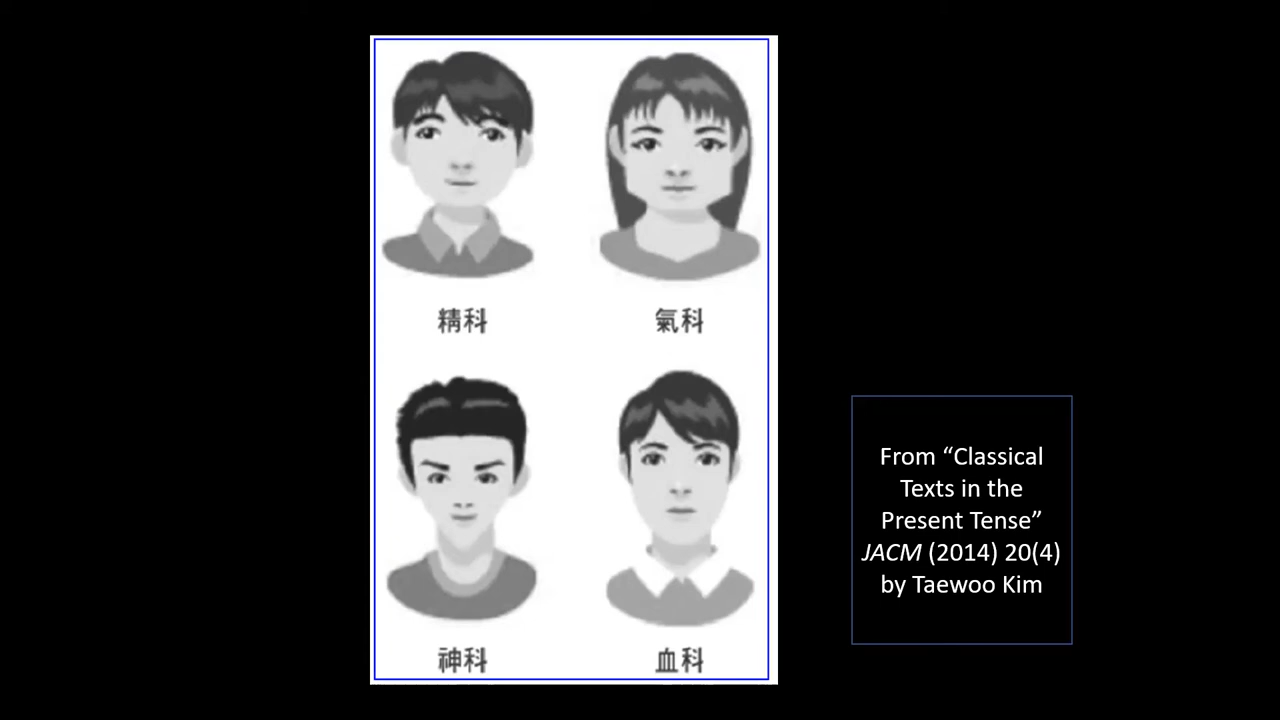 精科
氣科
神科
血科
From “Classical
Texts in the
Present Tense”
JACM (2014) 20(4)
by Taewoo Kim